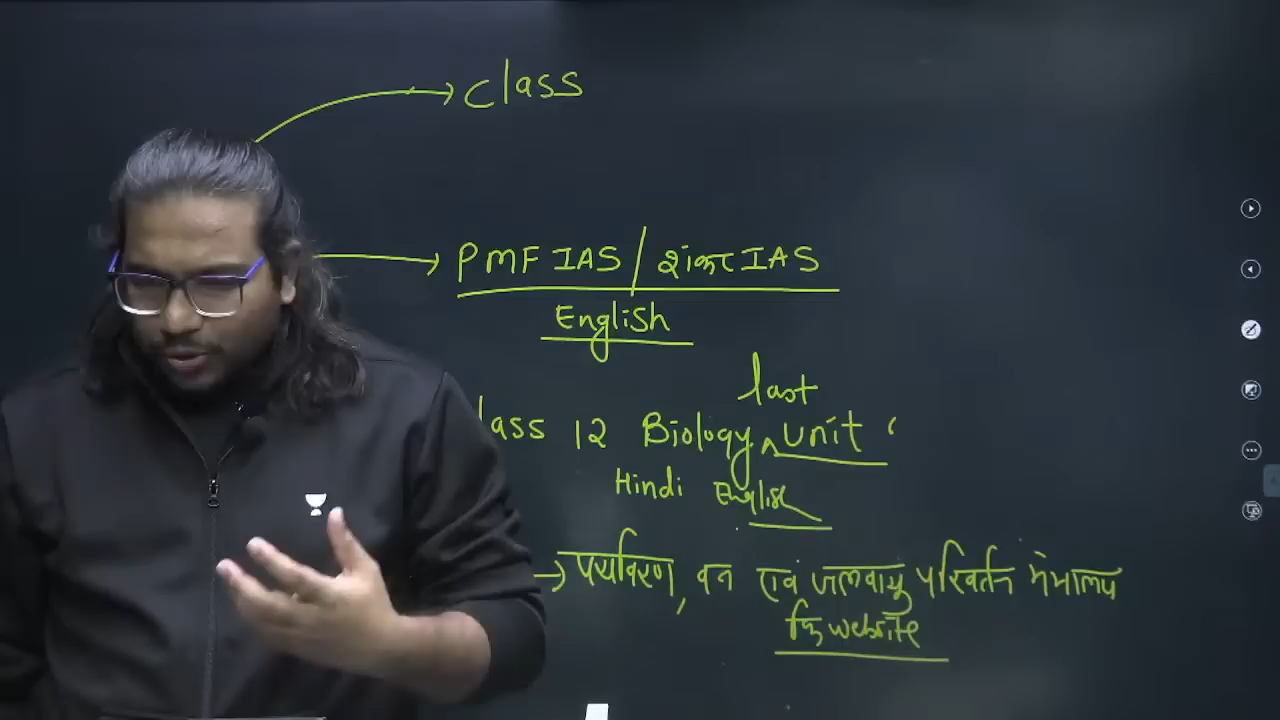 class
PMF IAS / शंकर IAS
English
last
lass 12 Biology ^ unit
Hindi English
पर्यावरण, वन एवं जलवायु परिवर्तन मंत्रालय
कि website